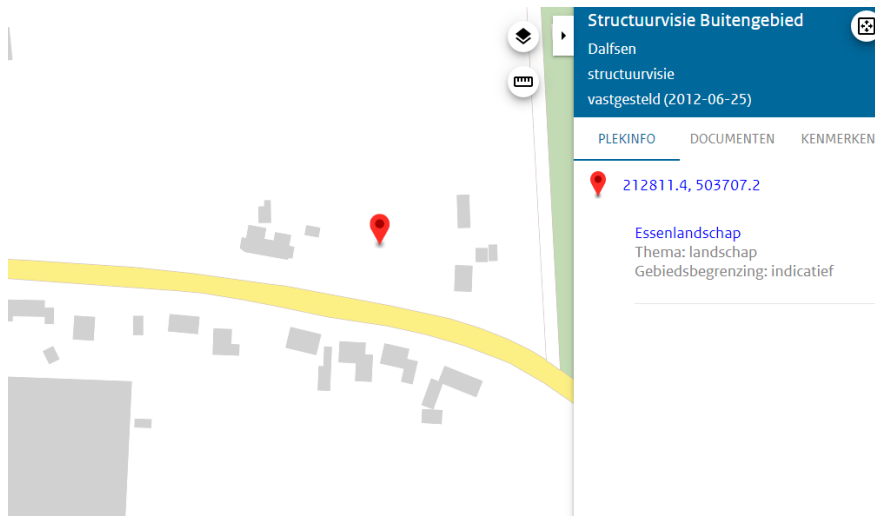 Structuurvisie Buitengebied
Dalfsen
structuurvisie
vastgesteld (2012-06-25)
PLEKINFO DOCUMENTEN KENMERKEN
212811.4, 503707.2
Essenlandschap
Thema: landschap
Gebiedsbegrenzing: indicatief